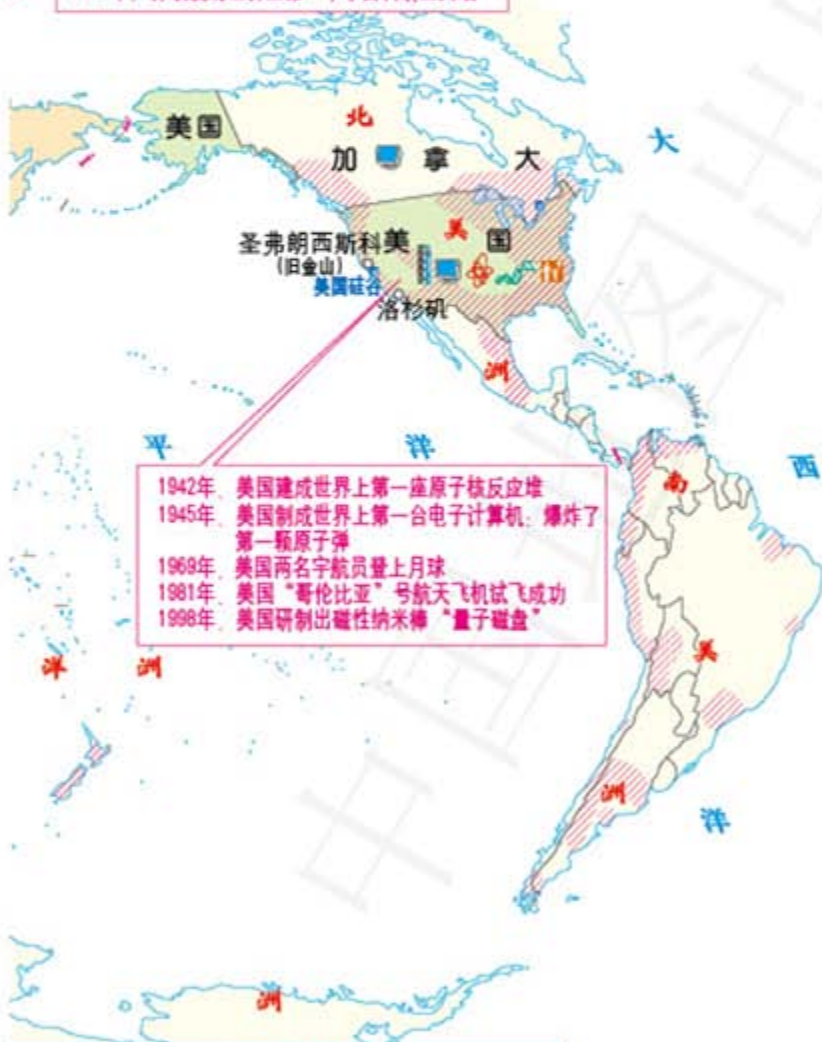 美国
北
加 拿 大
大
圣弗朗西斯科
(旧金山)
美国硅谷
洛杉矶
美 国
美
洲
平 洋
西
南
1942年,美国建成世界上第一座原子核反应堆
1945年,美国制成世界上第一台电子计算机;爆炸了
第一颗原子弹
1969年,美国两名宇航员登上月球
1981年,美国“哥伦比亚”号航天飞机试飞成功
1998年,美国研制出磁性纳米棒“量子磁盘”
洋 洲
美
洲
洋
洲
中国地图出